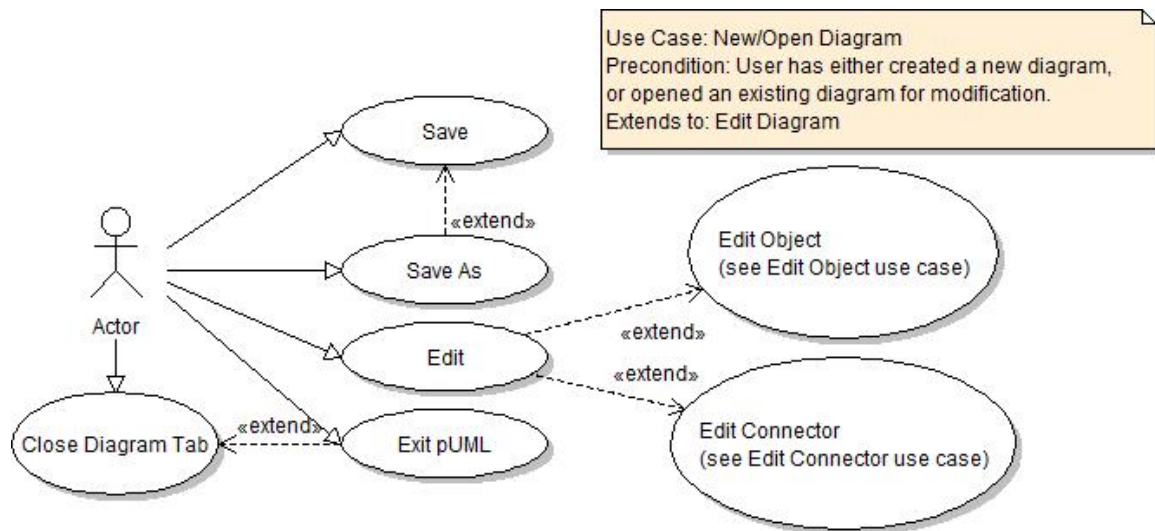 Use Case: New/Open Diagram
Precondition: User has either created a new diagram,
or opened an existing diagram for modification.
Extends to: Edit Diagram
Save
«extend»
Save As
Actor
Edit
Edit Object
(see Edit Object use case)
«extend»
«extend»
Edit Connector
(see Edit Connector use case)
Close Diagram Tab
«extend»
Exit pUML